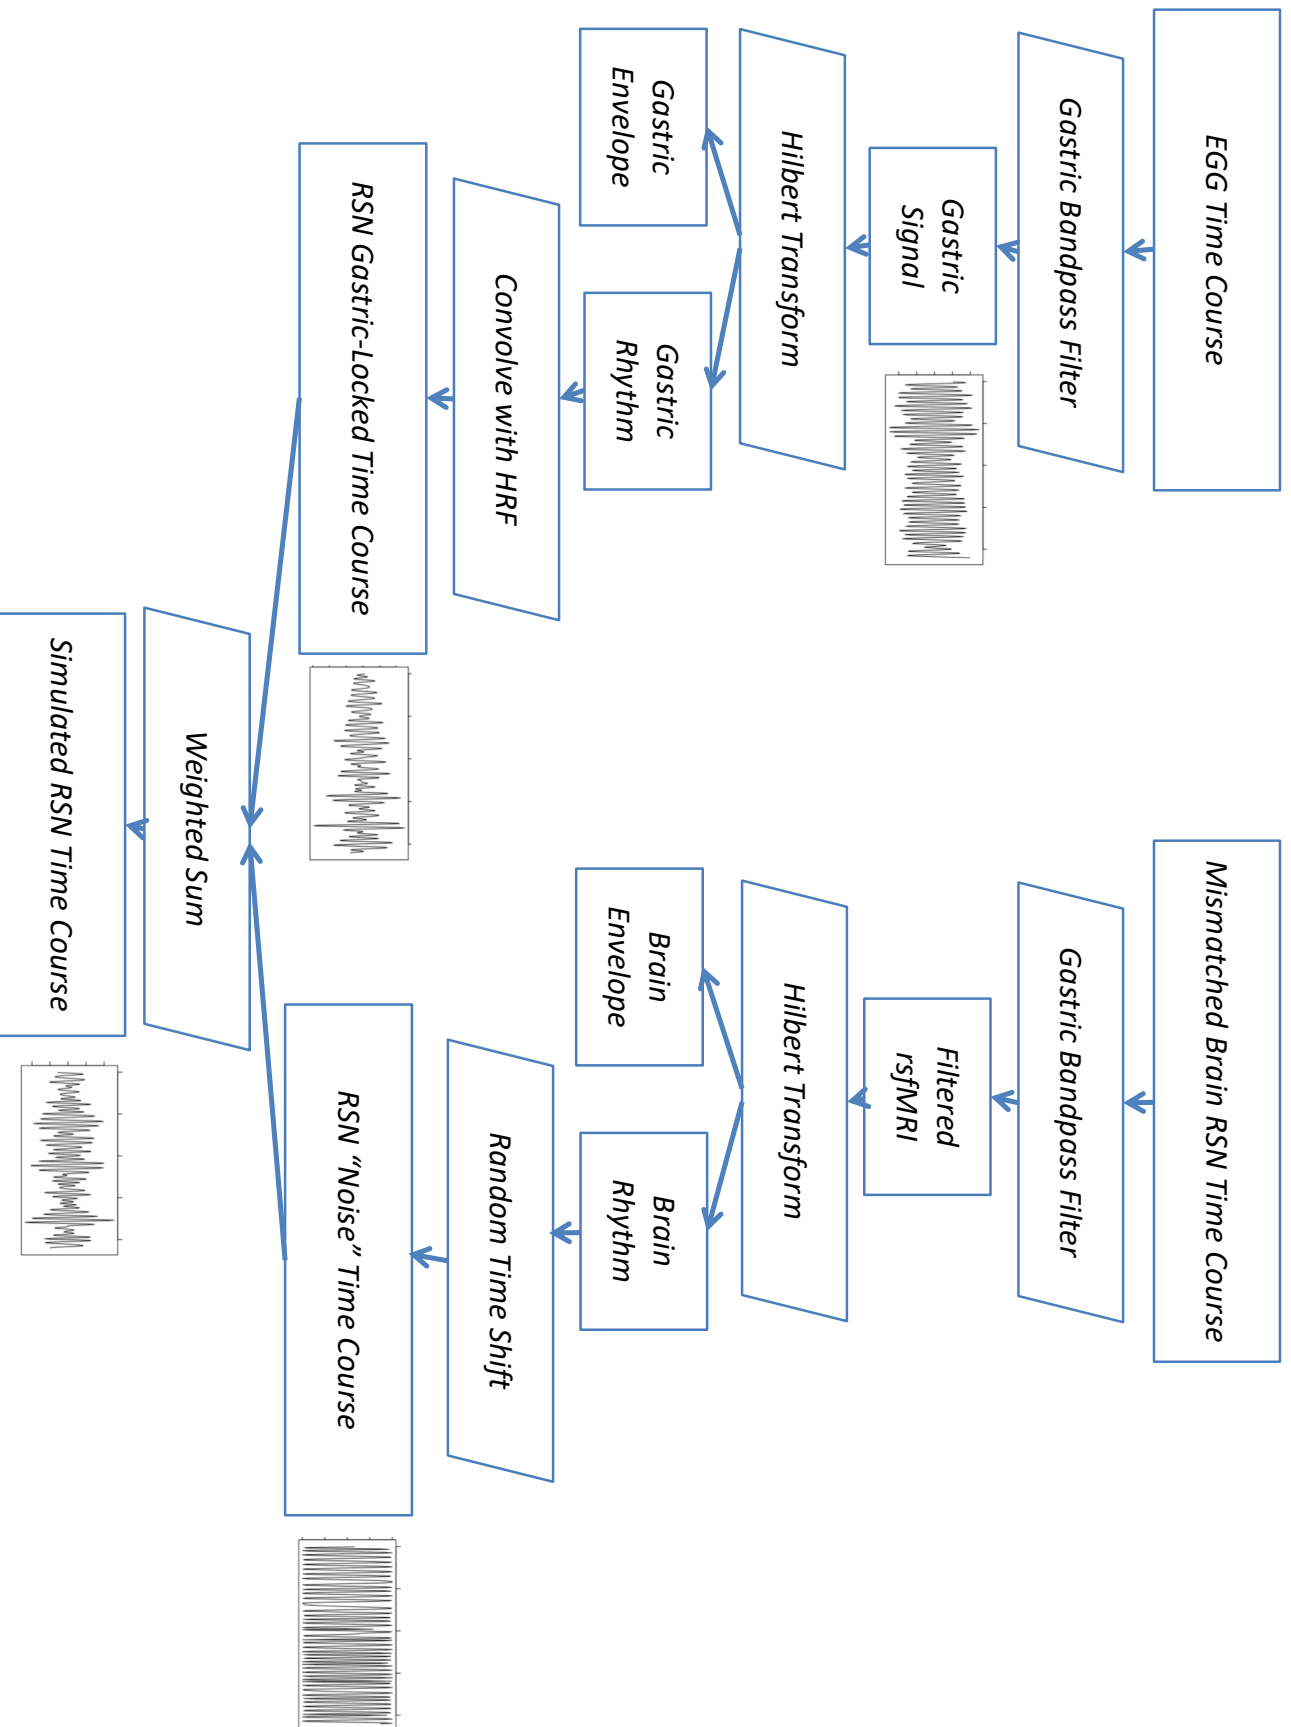 EGG Time Course
Gastric Bandpass Filter
Gastric
Signal
Hilbert Transform
Gastric
Envelope
Gastric
Rhythm
Convolve with HRF
RSN Gastric-Locked Time Course
Mismatched Brain RSN Time Course
Gastric Bandpass Filter
Filtered
rsfMRI
Hilbert Transform
Brain
Envelope
Brain
Rhythm
Random Time Shift
RSN “Noise” Time Course
Weighted Sum
Simulated RSN Time Course